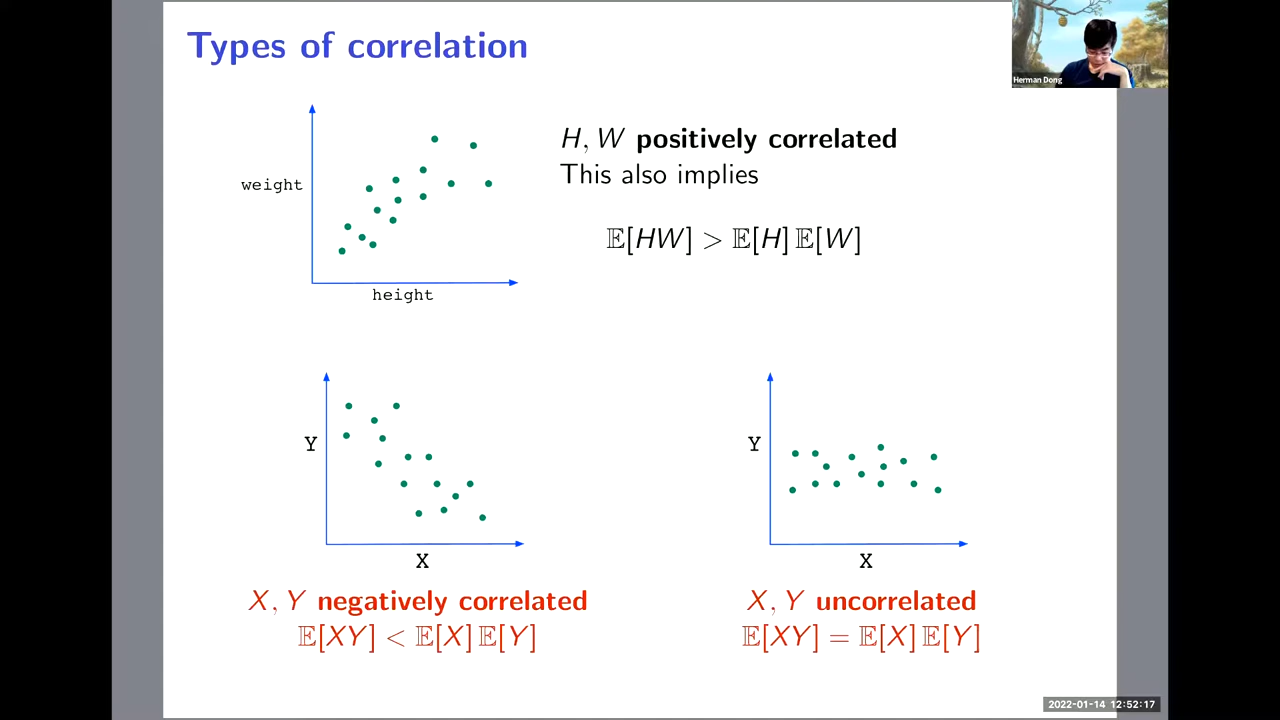 Types of correlation
Herman Dong
H, W positively correlated
This also implies
weight
𝔼[HW] > 𝔼[H] 𝔼[W]
height
Y
X
X, Y negatively correlated
𝔼[XY] < 𝔼[X] 𝔼[Y]
Y
X
X, Y uncorrelated
𝔼[XY] = 𝔼[X] 𝔼[Y]
2022-01-14 12:52:17